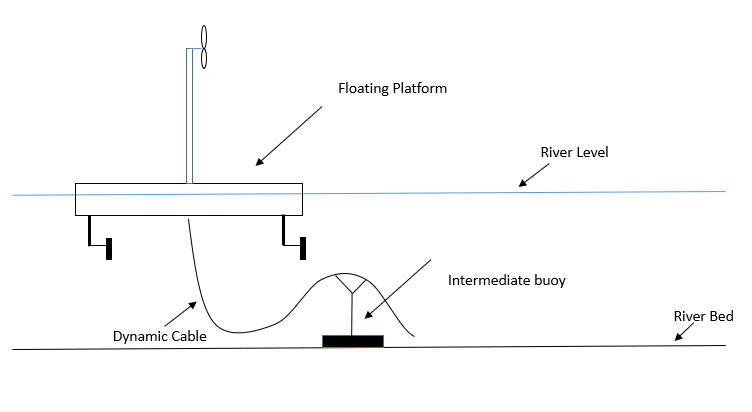 Floating Platform
River Level
Intermediate buoy
River Bed
Dynamic Cable